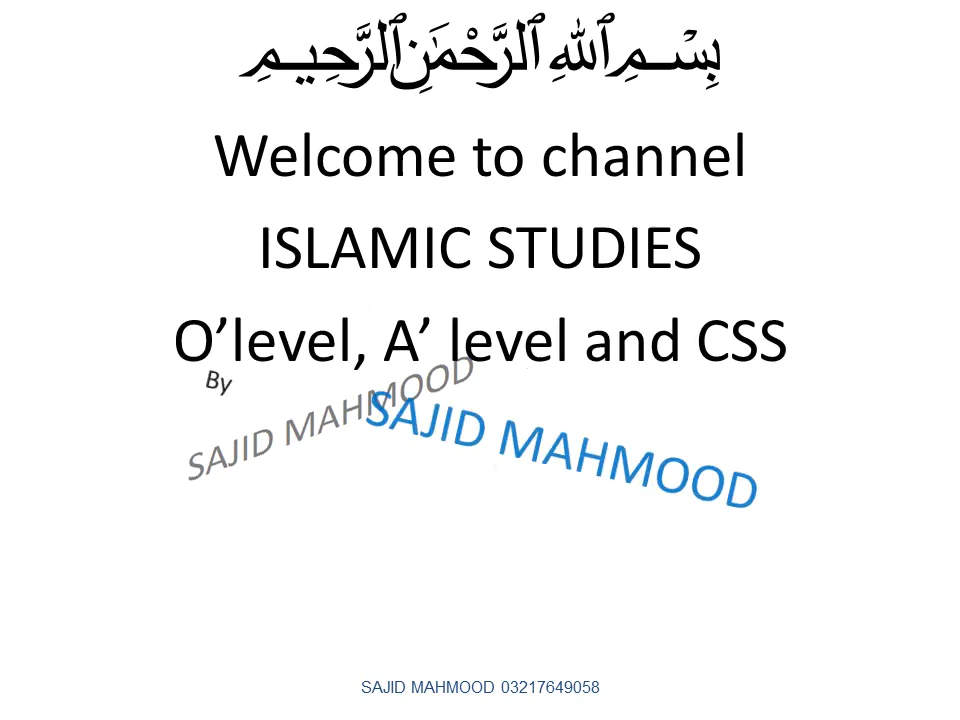 بِسْمِ ٱللَّهِ ٱلرَّحْمَٰنِ ٱلرَّحِيمِ
Welcome to channel
ISLAMIC STUDIES
O’level, A’ level and CSS
By
SAJID MAHMOOD
SAJID MAHMOOD
SAJID MAHMOOD 03217649058